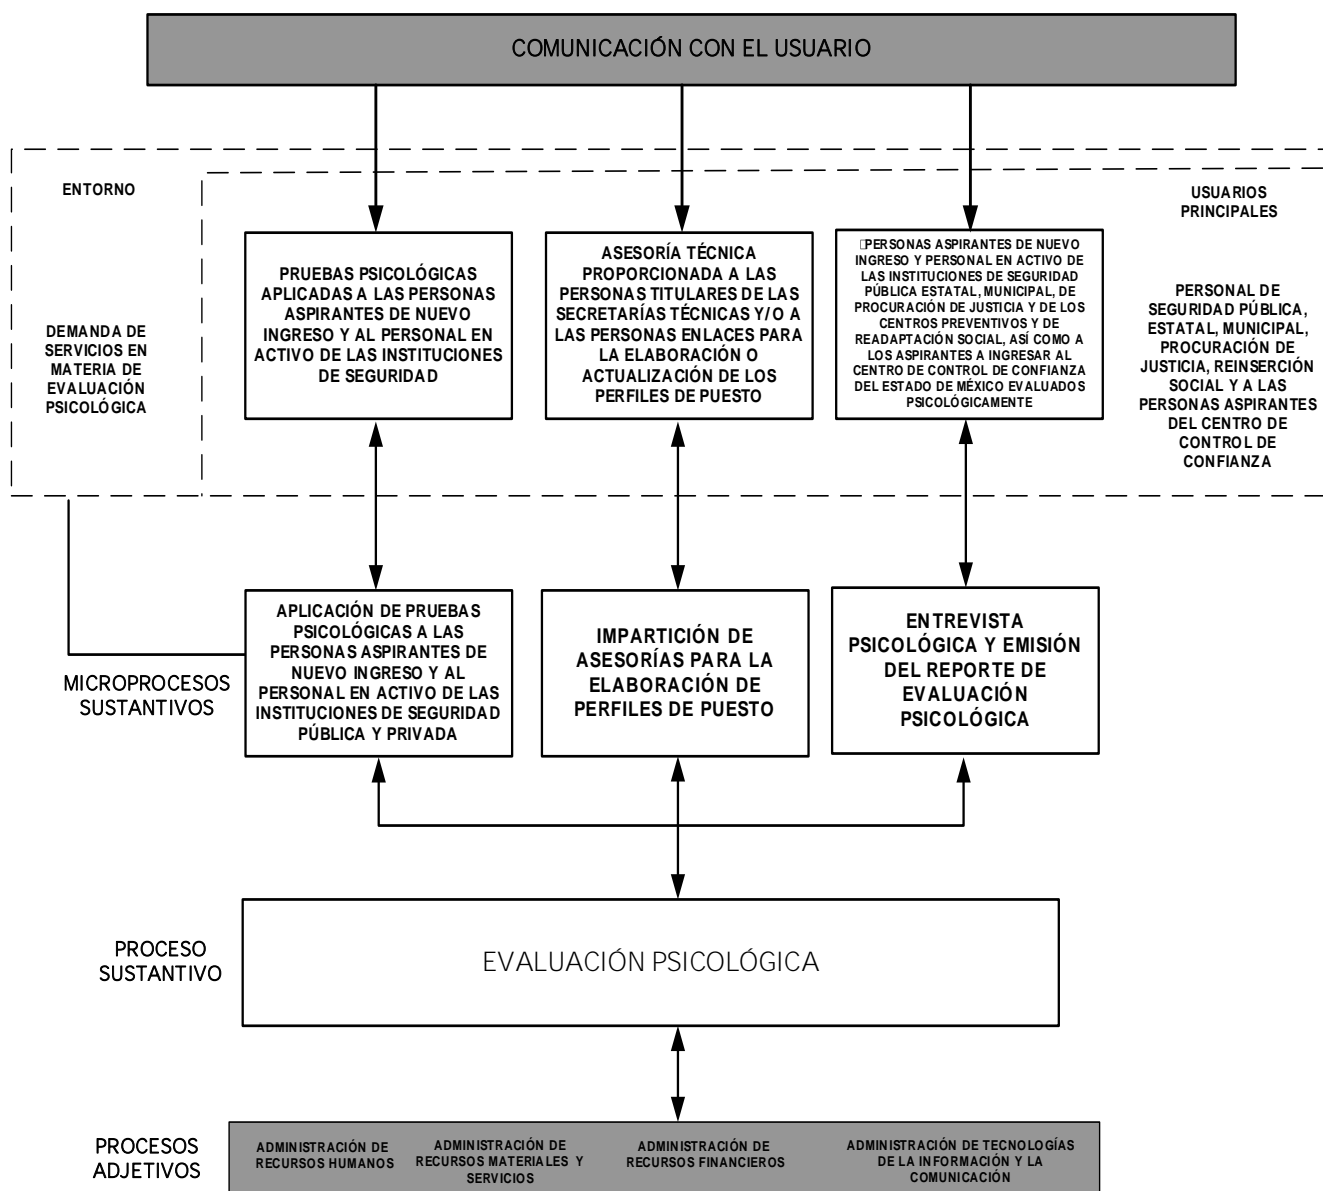 COMUNICACIÓN CON EL USUARIO
ENTORNO
USUARIOS
PRINCIPALES
PRUEBAS PSICOLÓGICAS
APLICADAS A LAS PERSONAS
ASPIRANTES DE NUEVO
INGRESO Y AL PERSONAL EN
ACTIVO DE LAS INSTITUCIONES
DE SEGURIDAD
ASESORÍA TÉCNICA
PROPORCIONADA A LAS
PERSONAS TITULARES DE LAS
SECRETARÍAS TÉCNICAS Y/O A
LAS PERSONAS ENLACES PARA
LA ELABORACIÓN O
ACTUALIZACIÓN DE LOS
PERFILES DE PUESTO
PERSONAS ASPIRANTES DE NUEVO
INGRESO Y PERSONAL EN ACTIVO DE
LAS INSTITUCIONES DE SEGURIDAD
PÚBLICA ESTATAL, MUNICIPAL, DE
PROCURACIÓN DE JUSTICIA Y DE LOS
CENTROS PREVENTIVOS Y DE
READAPTACIÓN SOCIAL, ASÍ COMO A
LOS ASPIRANTES A INGRESAR AL
CENTRO DE CONTROL DE CONFIANZA
DEL ESTADO DE MÉXICO EVALUADOS
PSICOLÓGICAMENTE
DEMANDA DE
SERVICIOS EN
MATERIA DE
EVALUACIÓN
PSICOLÓGICA
PERSONAL DE
SEGURIDAD PÚBLICA,
ESTATAL, MUNICIPAL,
PROCURACIÓN DE
JUSTICIA, REINSERCIÓN
SOCIAL Y A LAS
PERSONAS ASPIRANTES
DEL CENTRO DE
CONTROL DE
CONFIANZA
MICROPROCESOS
SUSTANTIVOS
APLICACIÓN DE PRUEBAS
PSICOLÓGICAS A LAS
PERSONAS ASPIRANTES DE
NUEVO INGRESO Y AL
PERSONAL EN ACTIVO DE LAS
INSTITUCIONES DE SEGURIDAD
PÚBLICA Y PRIVADA
IMPARTICIÓN DE
ASESORÍAS PARA LA
ELABORACIÓN DE
PERFILES DE PUESTO
ENTREVISTA
PSICOLÓGICA Y EMISIÓN
DEL REPORTE DE
EVALUACIÓN
PSICOLÓGICA
PROCESO
SUSTANTIVO
EVALUACIÓN PSICOLÓGICA
PROCESOS
ADJETIVOS
ADMINISTRACIÓN DE
RECURSOS HUMANOS
ADMINISTRACIÓN DE
RECURSOS MATERIALES Y
SERVICIOS
ADMINISTRACIÓN DE
RECURSOS FINANCIEROS
ADMINISTRACIÓN DE TECNOLOGÍAS
DE LA INFORMACIÓN Y LA
COMUNICACIÓN